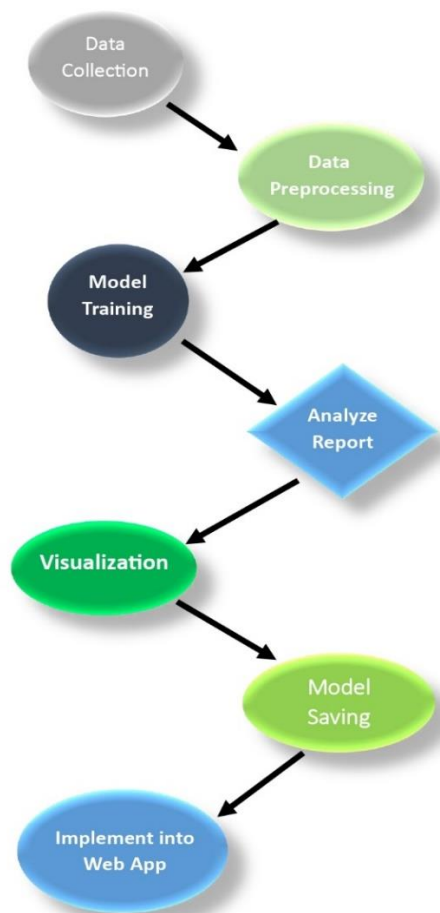 Data
Collection
Data
Preprocessing
Model
Training
Analyze
Report
Visualization
Model
Saving
Implement into
Web App